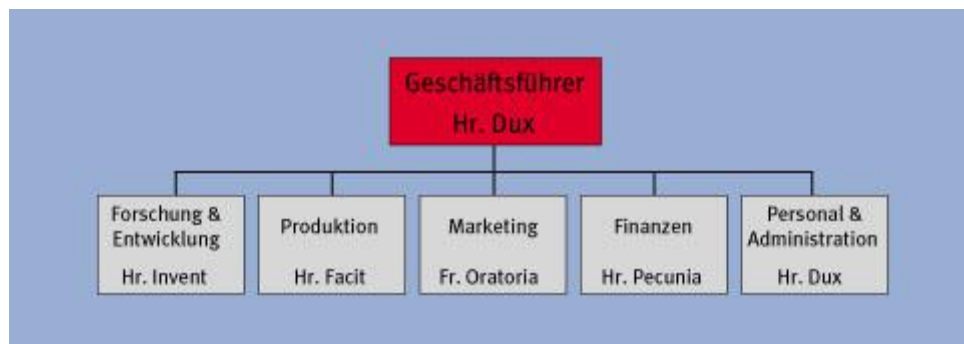 Geschäftsführer
Hr. Dux
Forschung &
Entwicklung
Hr. Invent
Produktion
Hr. Facit
Marketing
Fr. Oratoria
Finanzen
Hr. Pecunia
Personal &
Administration
Hr. Dux